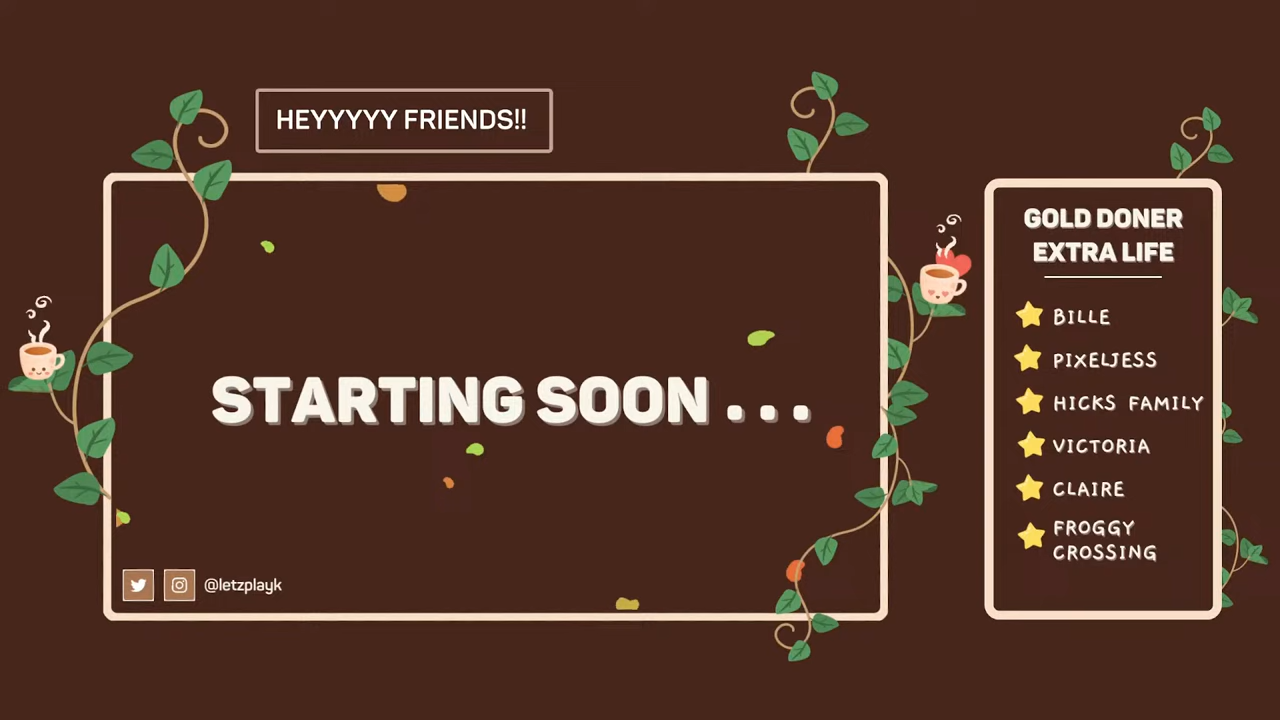 HEYYYYY FRIENDS!!
STARTING SOON . . .
@letzplayk
GOLD DONER
EXTRA LIFE
BILLE
PIXELJESS
HICKS FAMILY
VICTORIA
CLAIRE
FROGGY
CROSSING